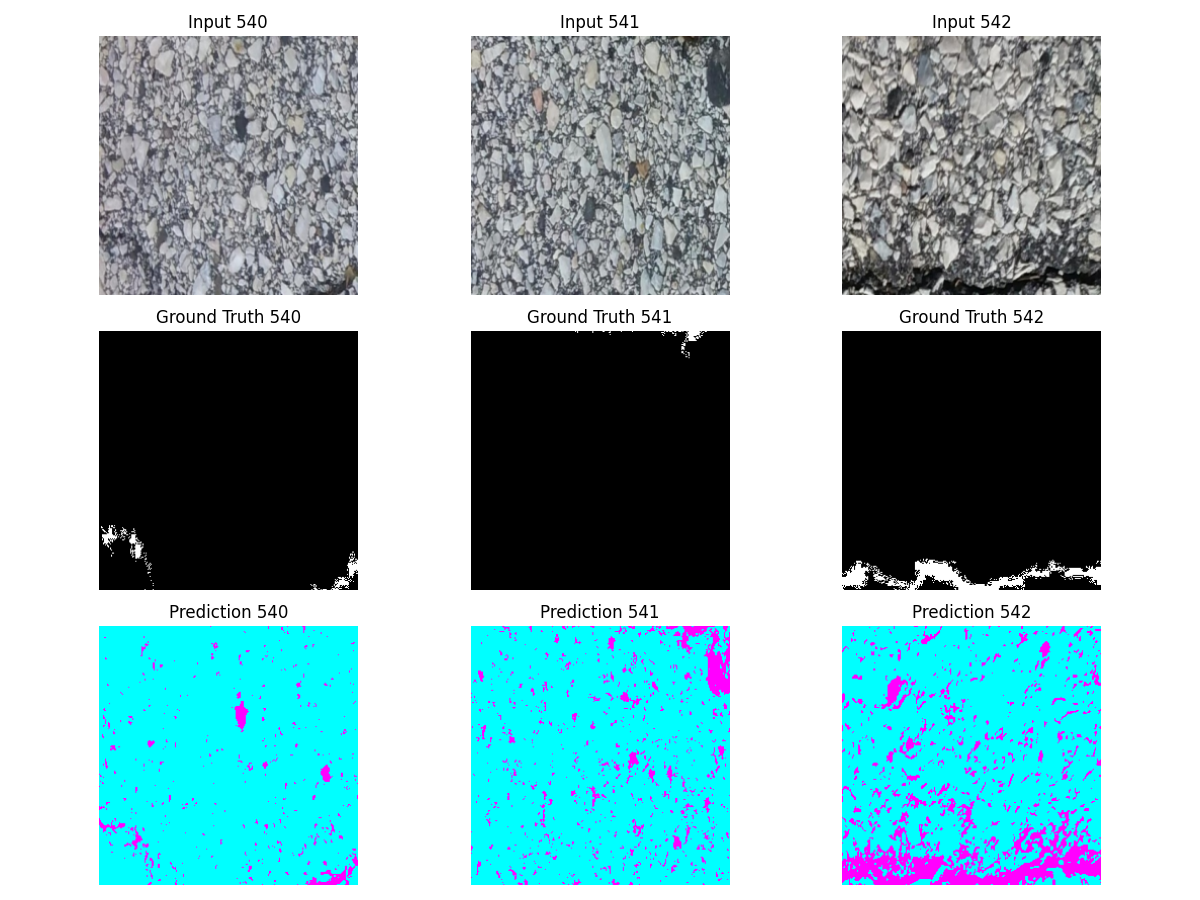 Input 540
Input 541
Input 542
Ground Truth 540
Ground Truth 541
Ground Truth 542
Prediction 540
Prediction 541
Prediction 542